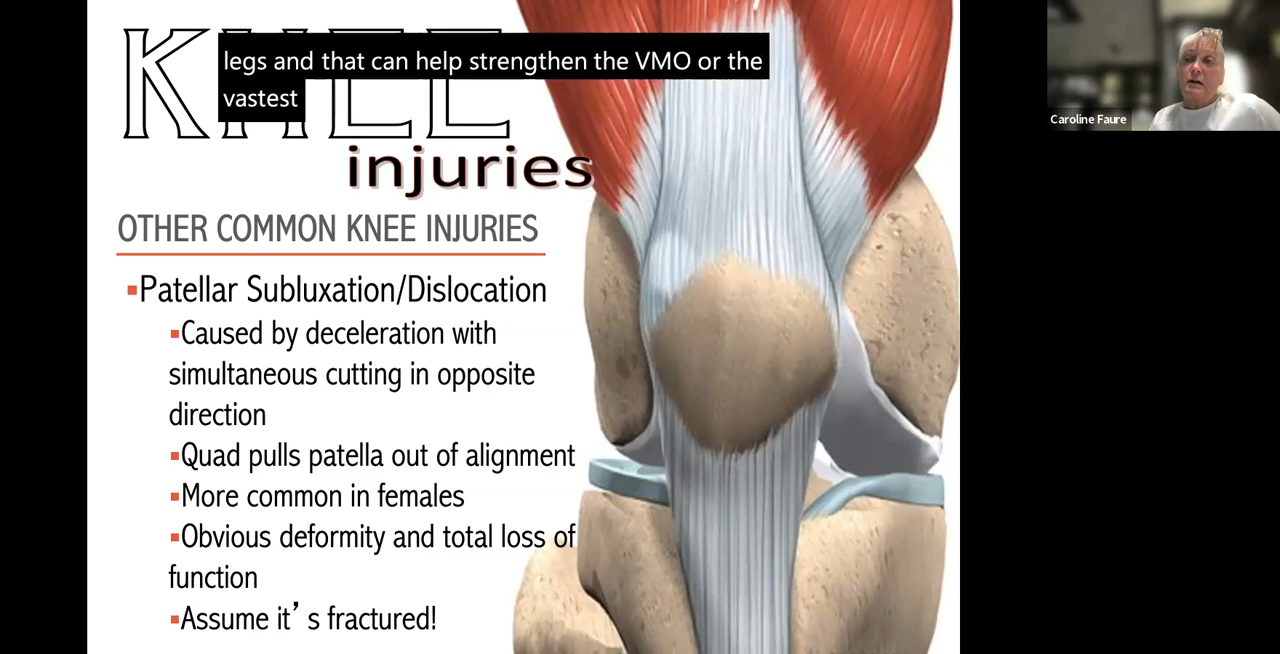 KNEE
legs and that can help strengthen the VMO or the
vastest
injuries
OTHER COMMON KNEE INJURIES
▪Patellar Subluxation/Dislocation
▪Caused by deceleration with
simultaneous cutting in opposite
direction
▪Quad pulls patella out of alignment
▪More common in females
▪Obvious deformity and total loss of
function
▪Assume it’s fractured!
Caroline Faure